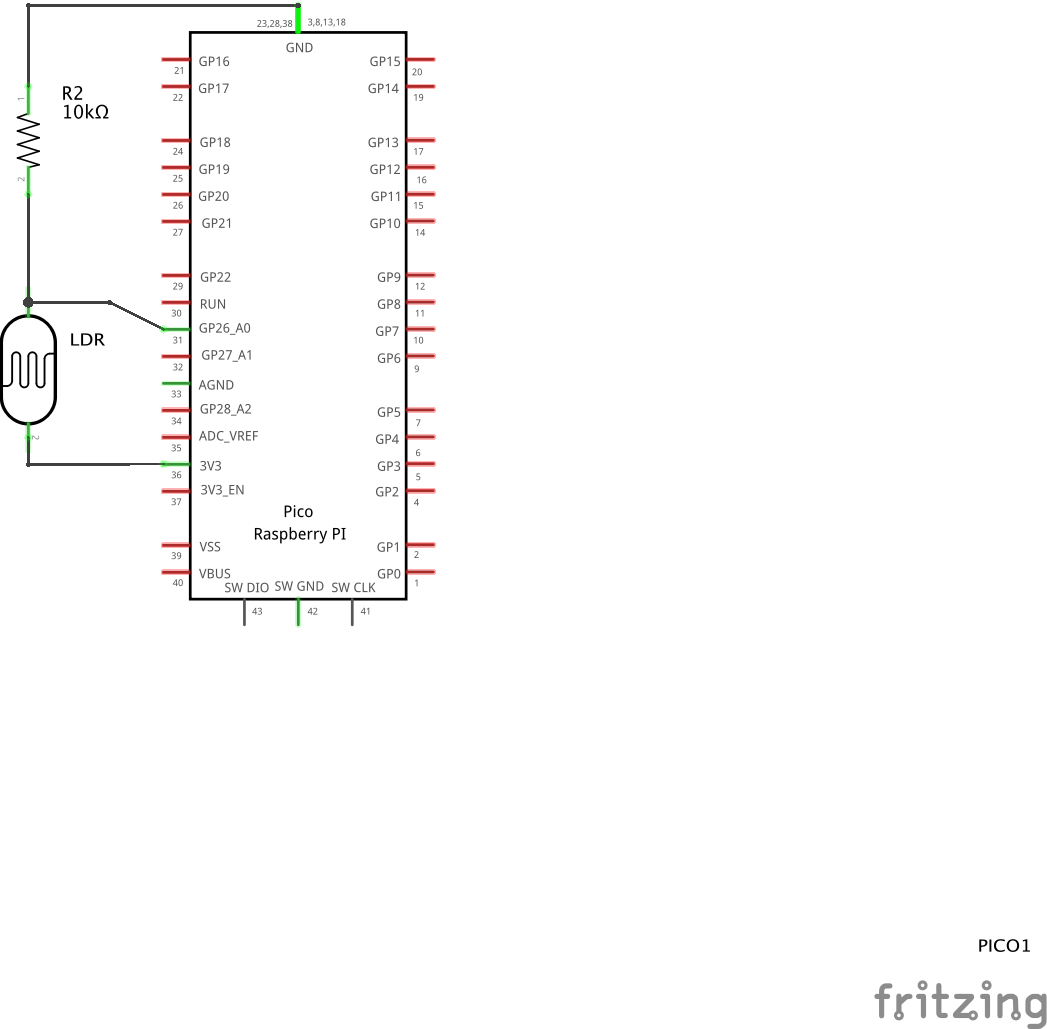 23,28,38 3,8,13,18
GND
GP16 GP15
21 20
GP17 GP14
22 19
R2
10kΩ
1
GP18 GP13
24 17
GP19 GP12
25 16
2
GP20 GP11
26 15
GP21 GP10
27 14
GP22 GP9
29 12
RUN GP8
30 11
GP26_A0 GP7
31 10
LDR
GP27_A1 GP6
32 9
AGND
33
GP28_A2 GP5
34 7
ADC_VREF GP4
35 6
2
3V3 GP3
36 5
3V3_EN GP2
37 4
Pico
Raspberry PI
VSS GP1
39 2
VBUS GP0
40 1
SW DIO SW GND SW CLK
43 42 41
PICO1
fritzing